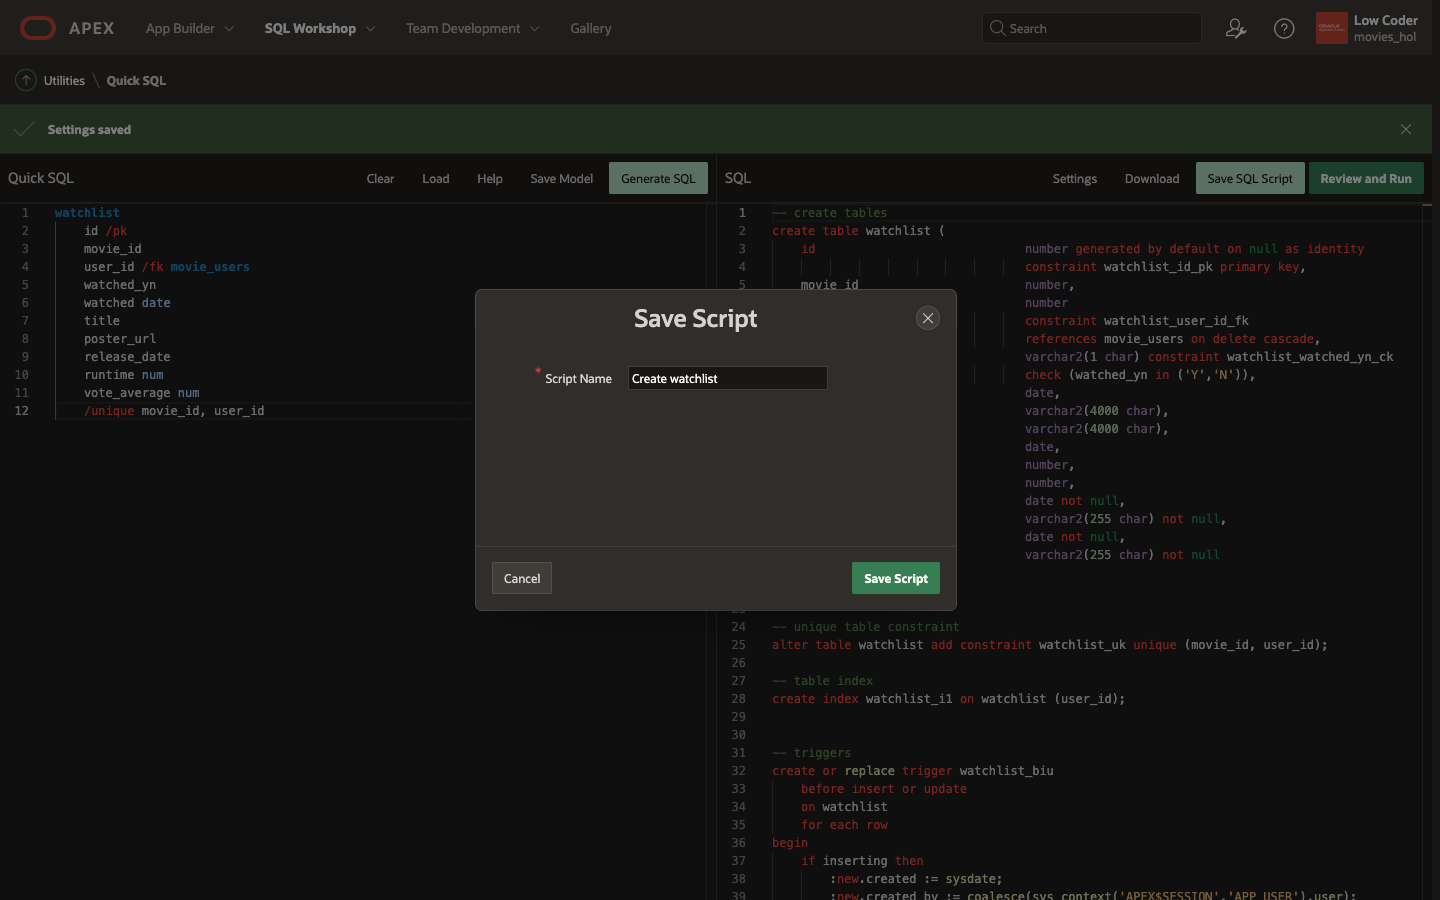 APEX
App Builder
SQL Workshop
Team Development
Gallery
Search
Low Coder
movies_hol
Utilities \ Quick SQL
Settings saved
Quick SQL
Clear
Load
Help
Save Model
Generate SQL
SQL
Settings
Download
Save SQL Script
Review and Run
1 watchlist
2 id /pk
3 movie_id
4 user_id /fk movie_users
5 watched_yn
6 watched date
7 title
8 poster_url
9 release_date
10 runtime num
11 vote_average num
12 /unique movie_id, user_id
1 -- create tables
2 create table watchlist (
3 id number generated by default on null as identity
4 constraint watchlist_id_pk primary key,
5 movie_id number,
number
constraint watchlist_user_id_fk
references movie_users on delete cascade,
varchar2(1 char) constraint watchlist_watched_yn_ck
check (watched_yn in ('Y','N')),
date,
varchar2(4000 char),
varchar2(4000 char),
date,
number,
number,
date not null,
varchar2(255 char) not null,
date not null,
varchar2(255 char) not null
24 -- unique table constraint
25 alter table watchlist add constraint watchlist_uk unique (movie_id, user_id);
26
27 -- table index
28 create index watchlist_i1 on watchlist (user_id);
29
30
31 -- triggers
32 create or replace trigger watchlist_biu
33 before insert or update
34 on watchlist
35 for each row
36 begin
37 if inserting then
38 :new.created := sysdate;
39 :new.created_by := coalesce(sys_context('APEX$SESSION','APP_USER'),user);
Save Script
* Script Name
Create watchlist
Cancel
Save Script